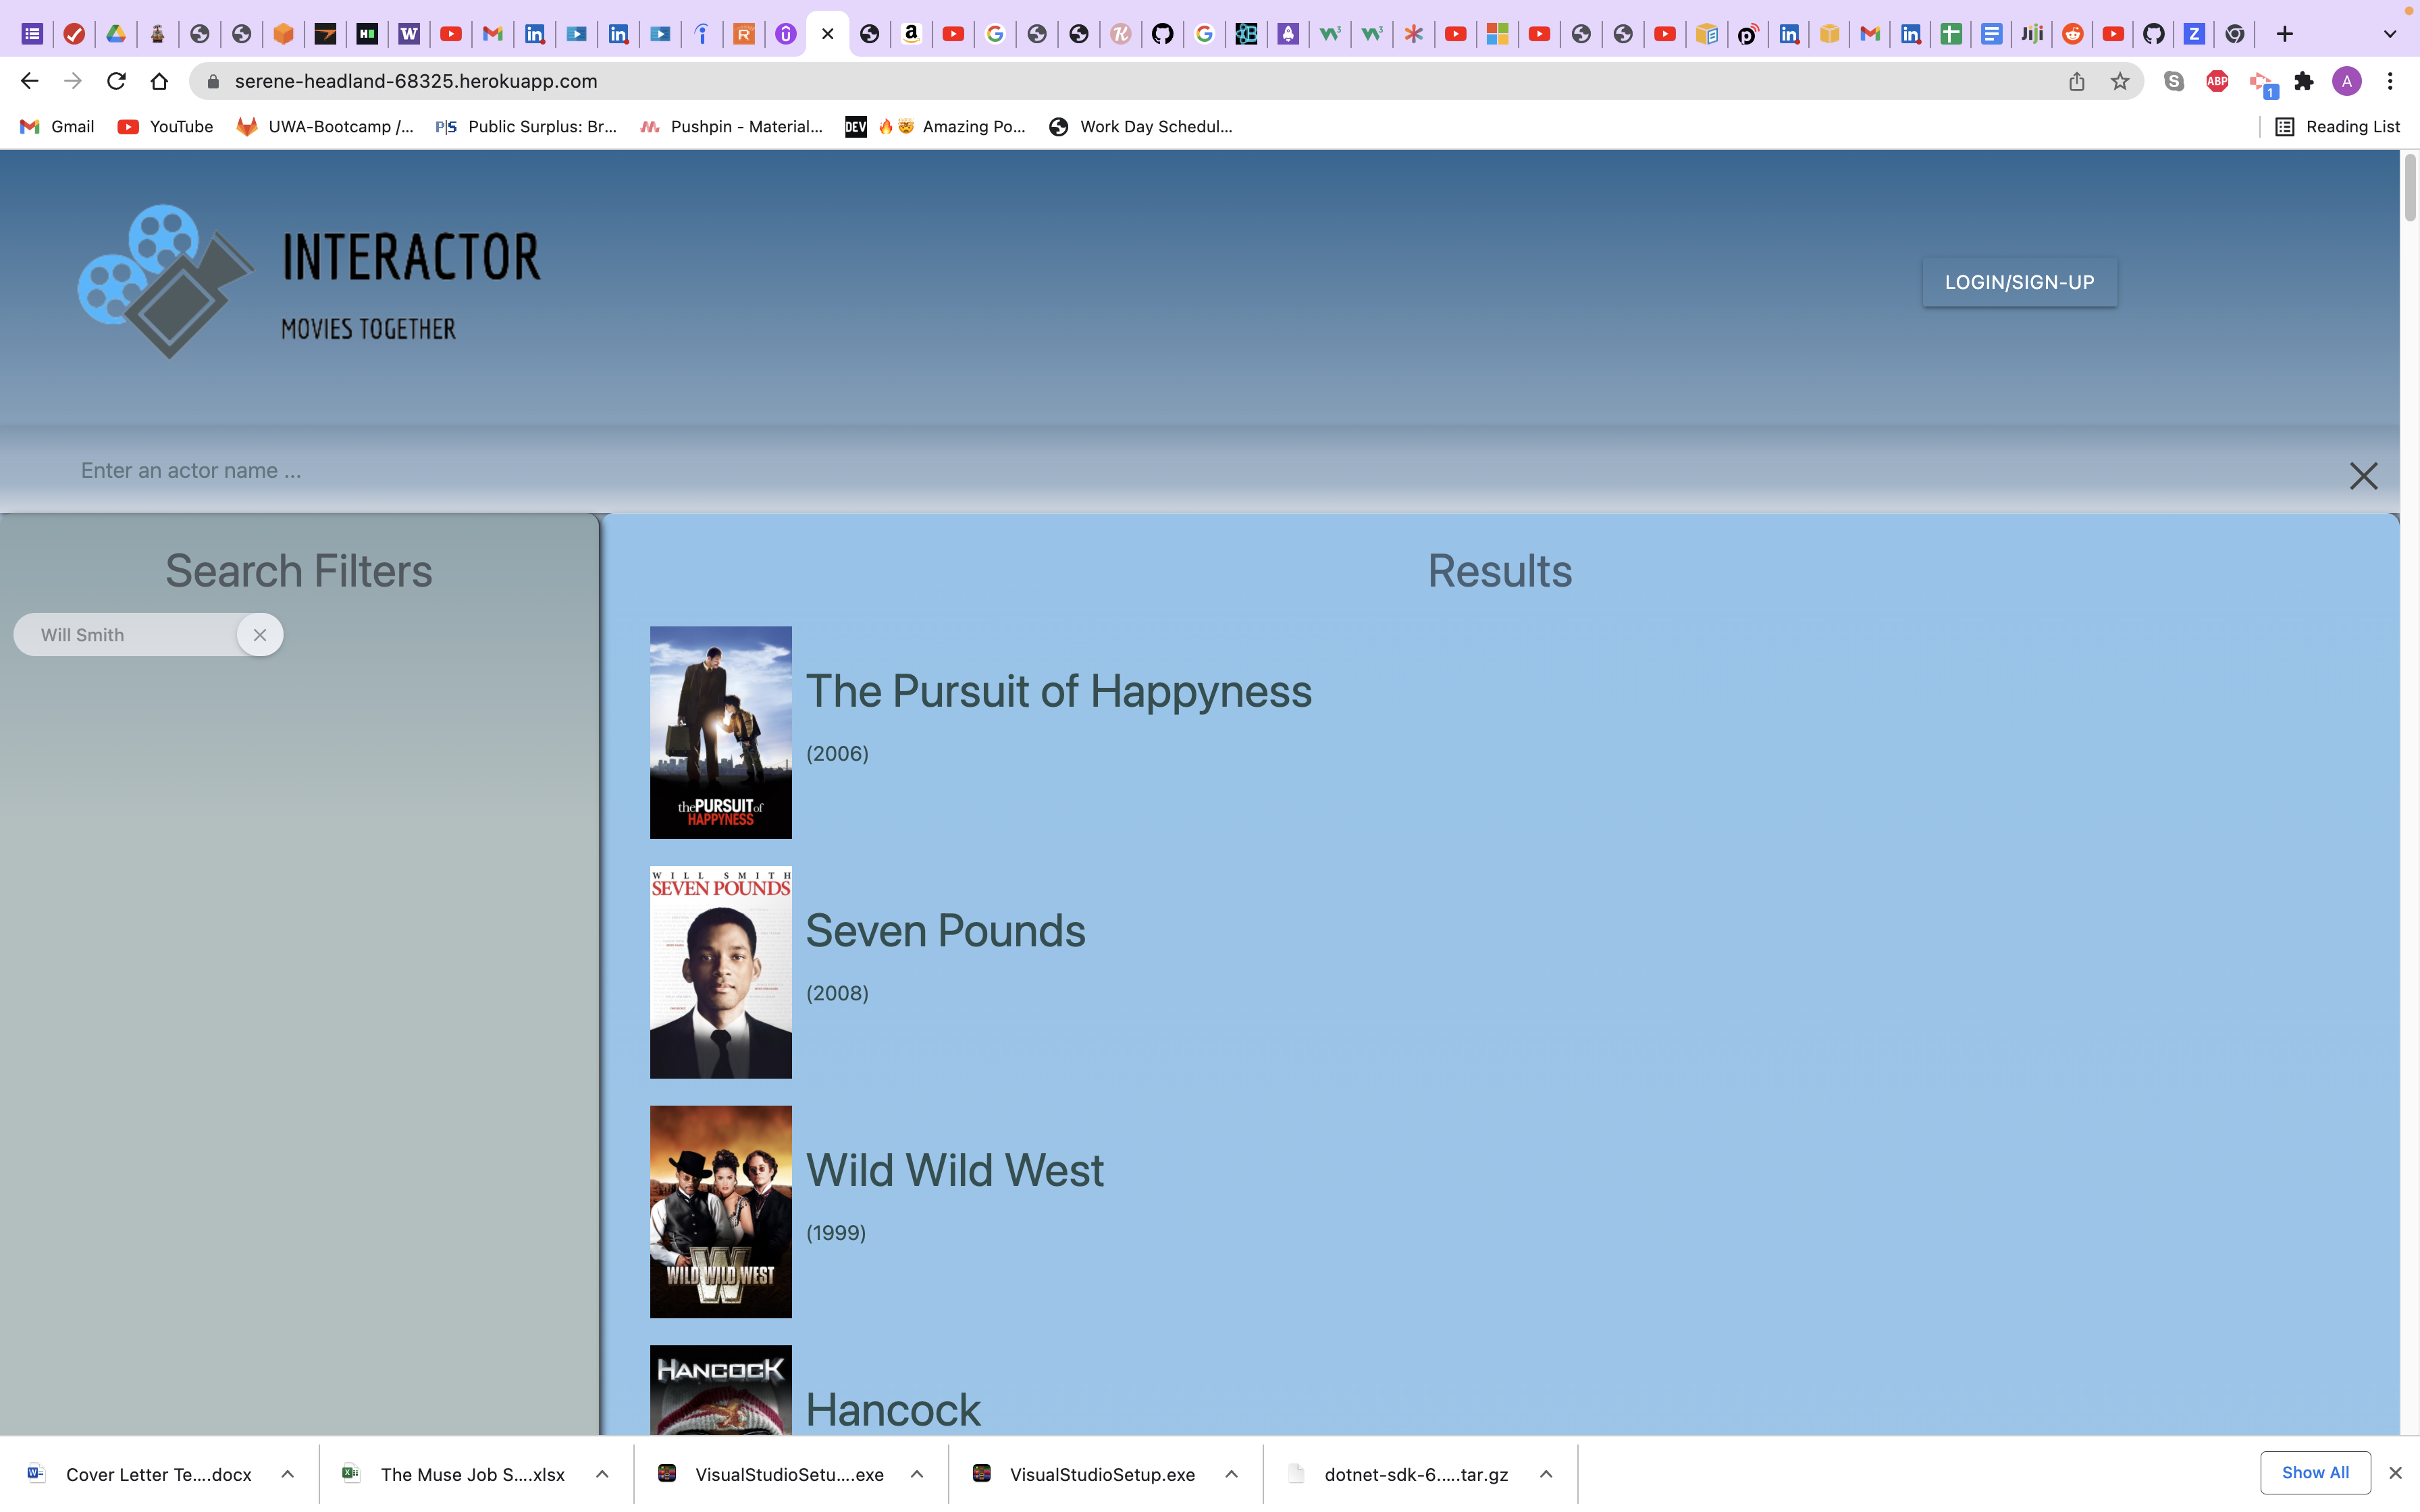 serene-headland-68325.herokuapp.com
Gmail YouTube UWA-Bootcamp /... P|S Public Surplus: Br... Pushpin - Material... DEV 🔥🤯 Amazing Po... Work Day Schedul... Reading List
INTERACTOR
MOVIES TOGETHER
LOGIN/SIGN-UP
Enter an actor name ...
Search Filters
Will Smith
Results
the PURSUIT of
HAPPYNESS
The Pursuit of Happyness
(2006)
WILL SMITH
SEVEN POUNDS
Seven Pounds
(2008)
WILD WILD WEST
Wild Wild West
(1999)
HANCOCK
Hancock
Cover Letter Te....docx The Muse Job S....xlsx VisualStudioSetu....exe VisualStudioSetup.exe dotnet-sdk-6.....tar.gz Show All